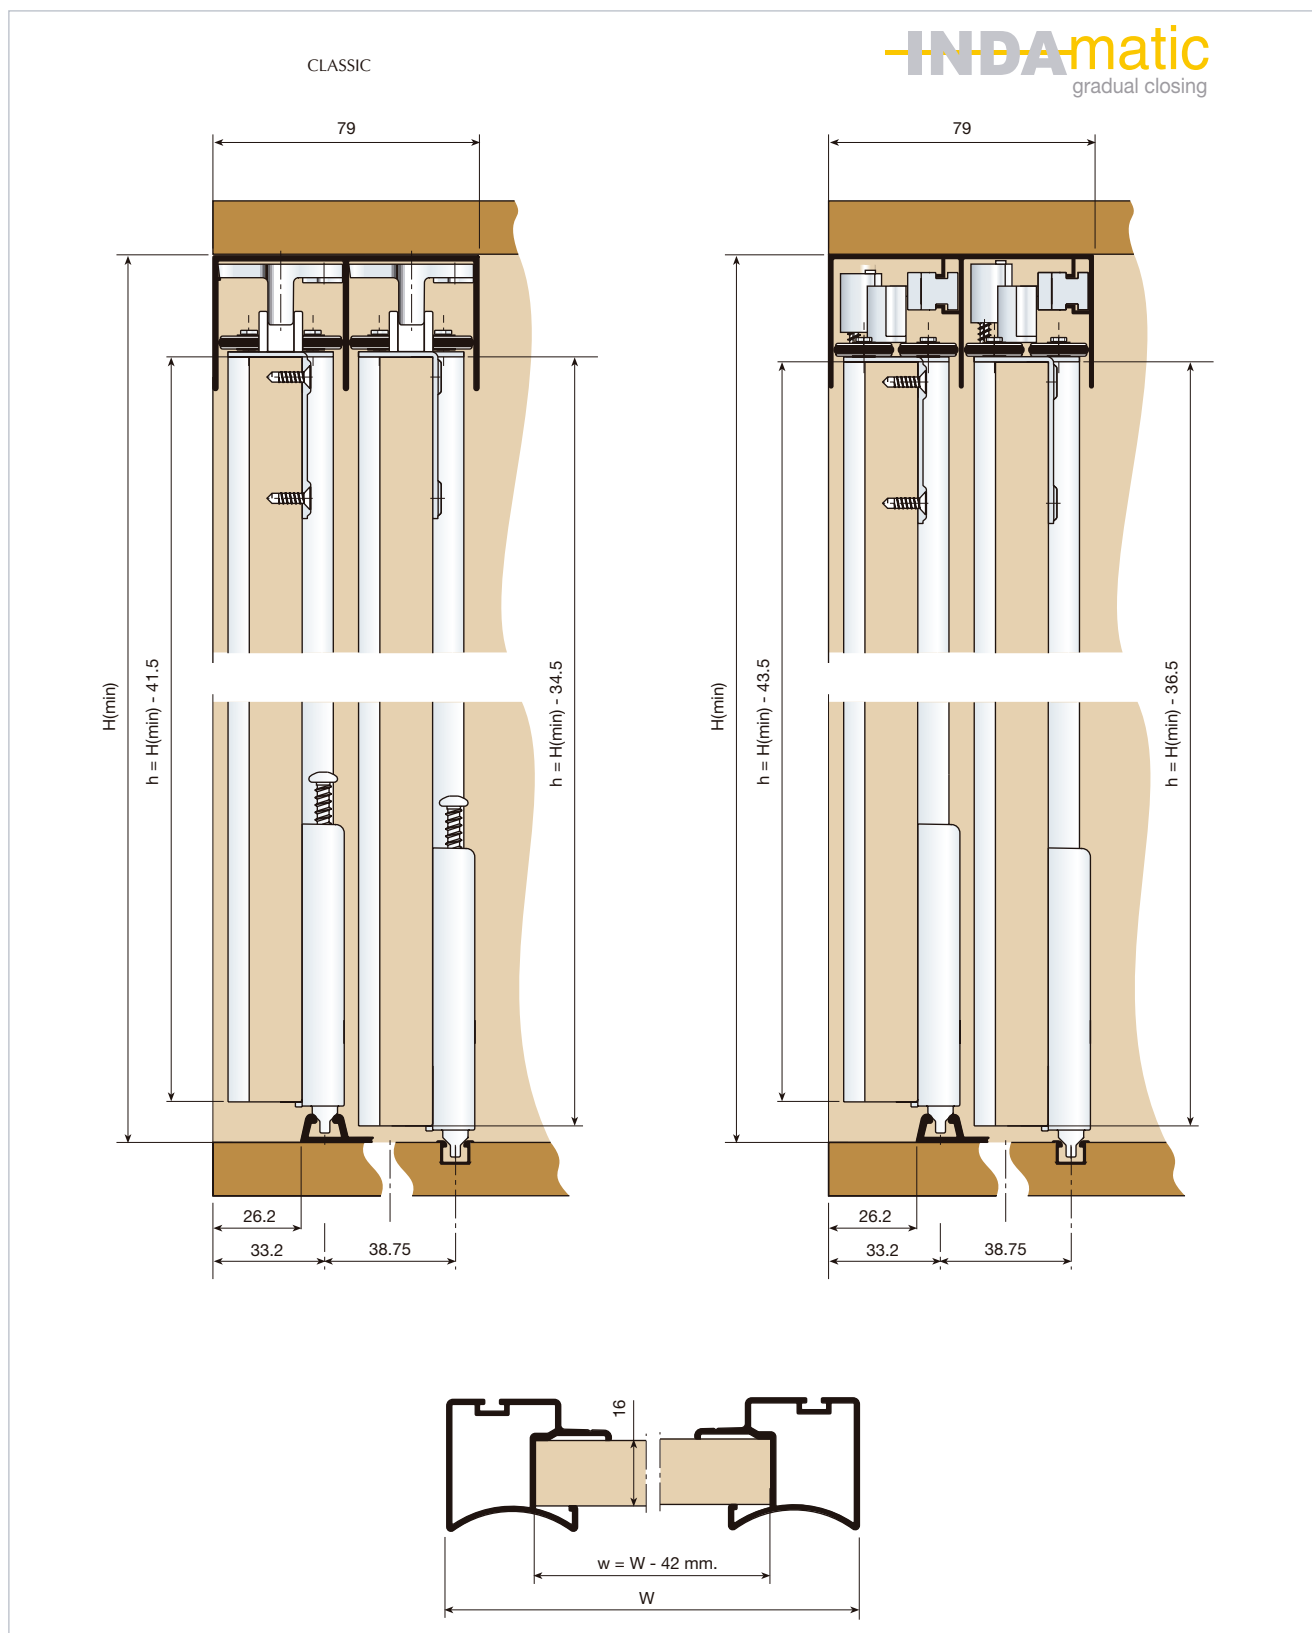 CLASSIC
INDAmatic
gradual closing
79
79
H(min)
h = H(min) - 41.5
h = H(min) - 34.5
H(min)
h = H(min) - 43.5
h = H(min) - 36.5
26.2
33.2
38.75
26.2
33.2
38.75
16
w = W - 42 mm.
W